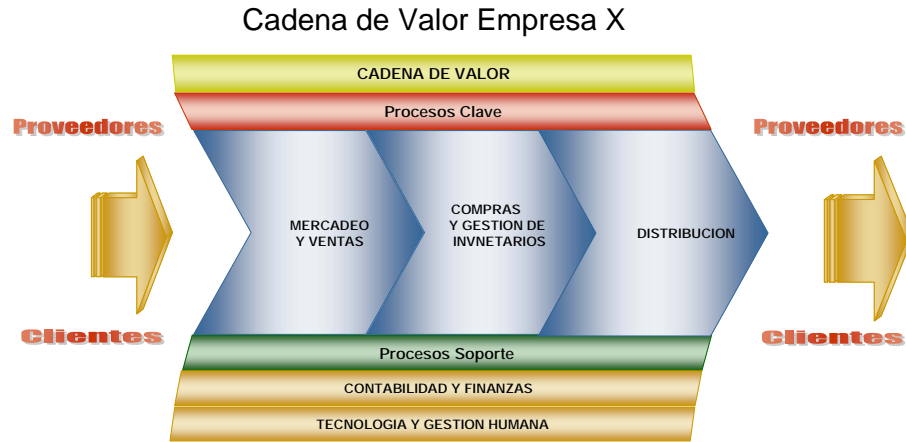 Cadena de Valor Empresa X
CADENA DE VALOR
Procesos Clave
Proveedores
Proveedores
MERCADEO
Y VENTAS
COMPRAS
Y GESTION DE
INVNETARIOS
DISTRIBUCION
Clientes
Clientes
Procesos Soporte
CONTABILIDAD Y FINANZAS
TECNOLOGIA Y GESTION HUMANA